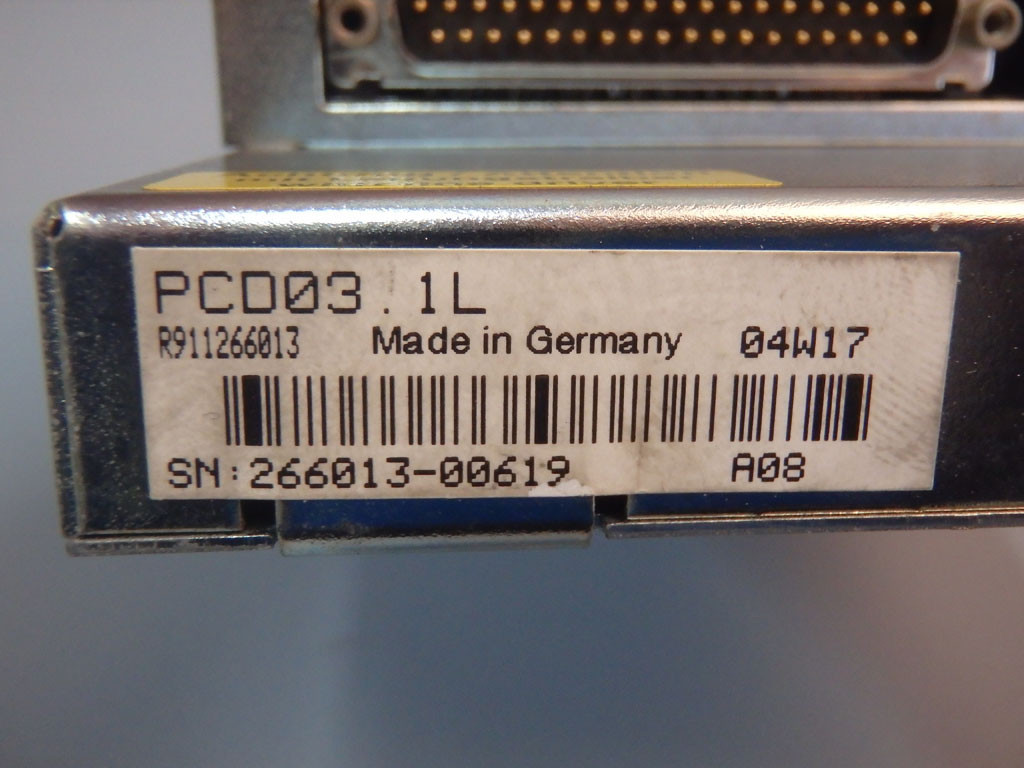 PCD03.1L
R911266013 Made in Germany 04W17
SN:266013-00619 A08